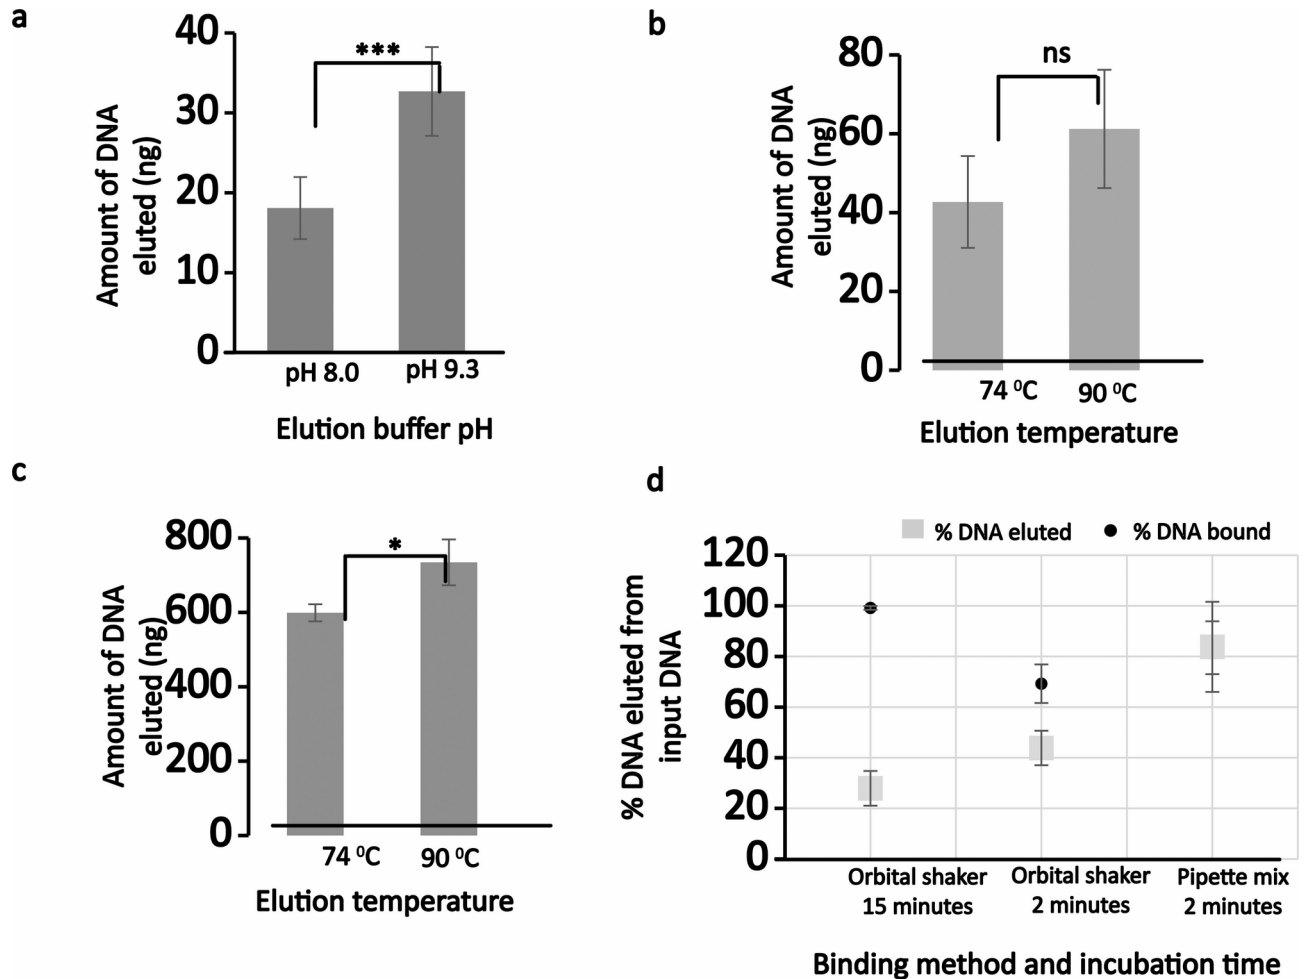 a
***
40
30
20
10
0
Amount of DNA
eluted (ng)
pH 8.0
pH 9.3
Elution buffer pH
b
ns
80
60
40
20
0
Amount of DNA
eluted (ng)
74 ⁰C
90 ⁰C
Elution temperature
c
*
800
600
400
200
0
Amount of DNA
eluted (ng)
74 ⁰C
90 ⁰C
Elution temperature
d
% DNA eluted
% DNA bound
120
100
80
60
40
20
0
% DNA eluted from
input DNA
Orbital shaker
15 minutes
Orbital shaker
2 minutes
Pipette mix
2 minutes
Binding method and incubation time